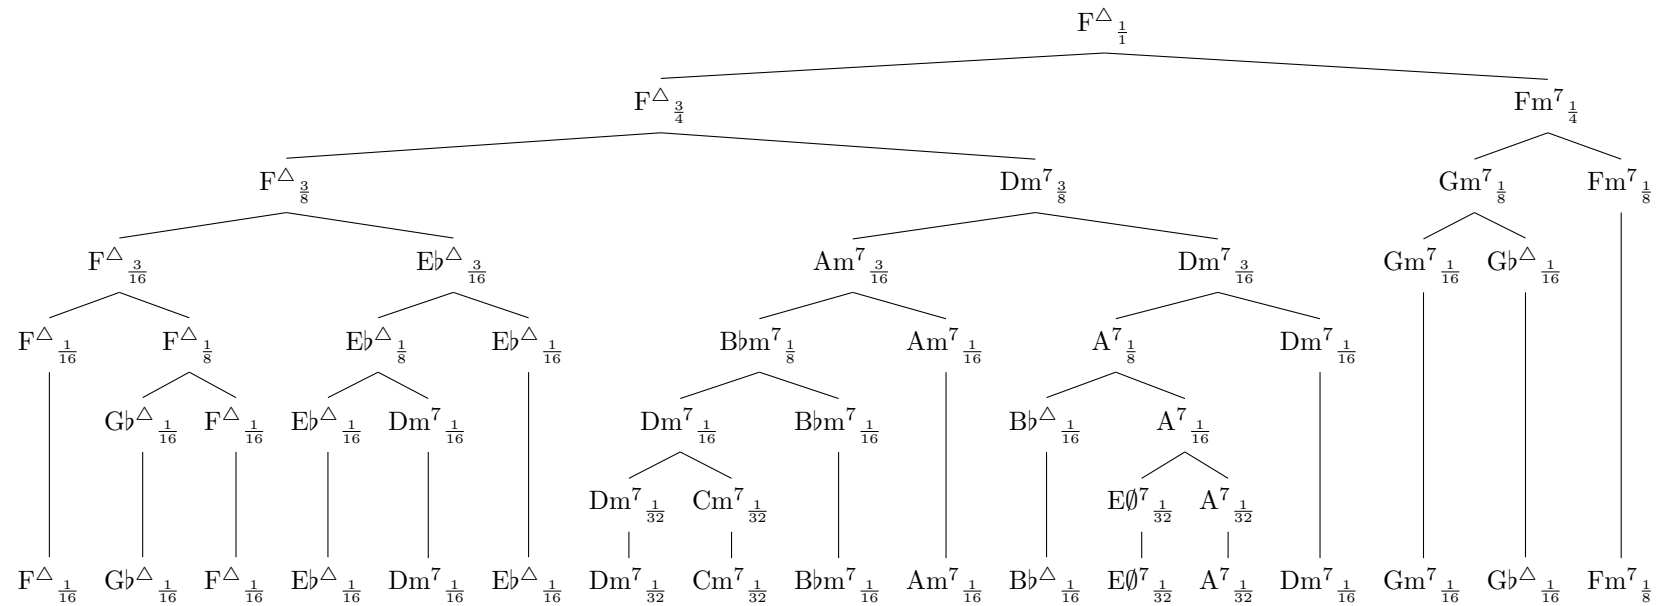 F△ 1/1
F△ 3/4 Fm⁷ 1/4
F△ 3/8 Dm⁷ 3/8 Gm⁷ 1/8 Fm⁷ 1/8
F△ 3/16 E♭△ 3/16 Am⁷ 3/16 Dm⁷ 3/16 Gm⁷ 1/16 G♭△ 1/16
F△ 1/16 F△ 1/8 E♭△ 1/8 E♭△ 1/16 B♭m⁷ 1/8 Am⁷ 1/16 A⁷ 1/8 Dm⁷ 1/16
G♭△ 1/16 F△ 1/16 E♭△ 1/16 Dm⁷ 1/16 Dm⁷ 1/16 B♭m⁷ 1/16 B♭△ 1/16 A⁷ 1/16
Dm⁷ 1/32 Cm⁷ 1/32 E∅⁷ 1/32 A⁷ 1/32
F△ 1/16 G♭△ 1/16 F△ 1/16 E♭△ 1/16 Dm⁷ 1/16 E♭△ 1/16 Dm⁷ 1/32 Cm⁷ 1/32 B♭m⁷ 1/16 Am⁷ 1/16 B♭△ 1/16 E∅⁷ 1/32 A⁷ 1/32 Dm⁷ 1/16 Gm⁷ 1/16 G♭△ 1/16 Fm⁷ 1/8